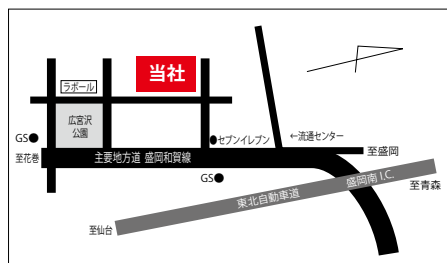 当社
ラボール
広宮沢
公園
GS●
至花巻
●セブンイレブン
←流通センター
主要地方道 盛岡和賀線
至盛岡
GS●
盛岡南I.C.
東北自動車道
至青森
至仙台